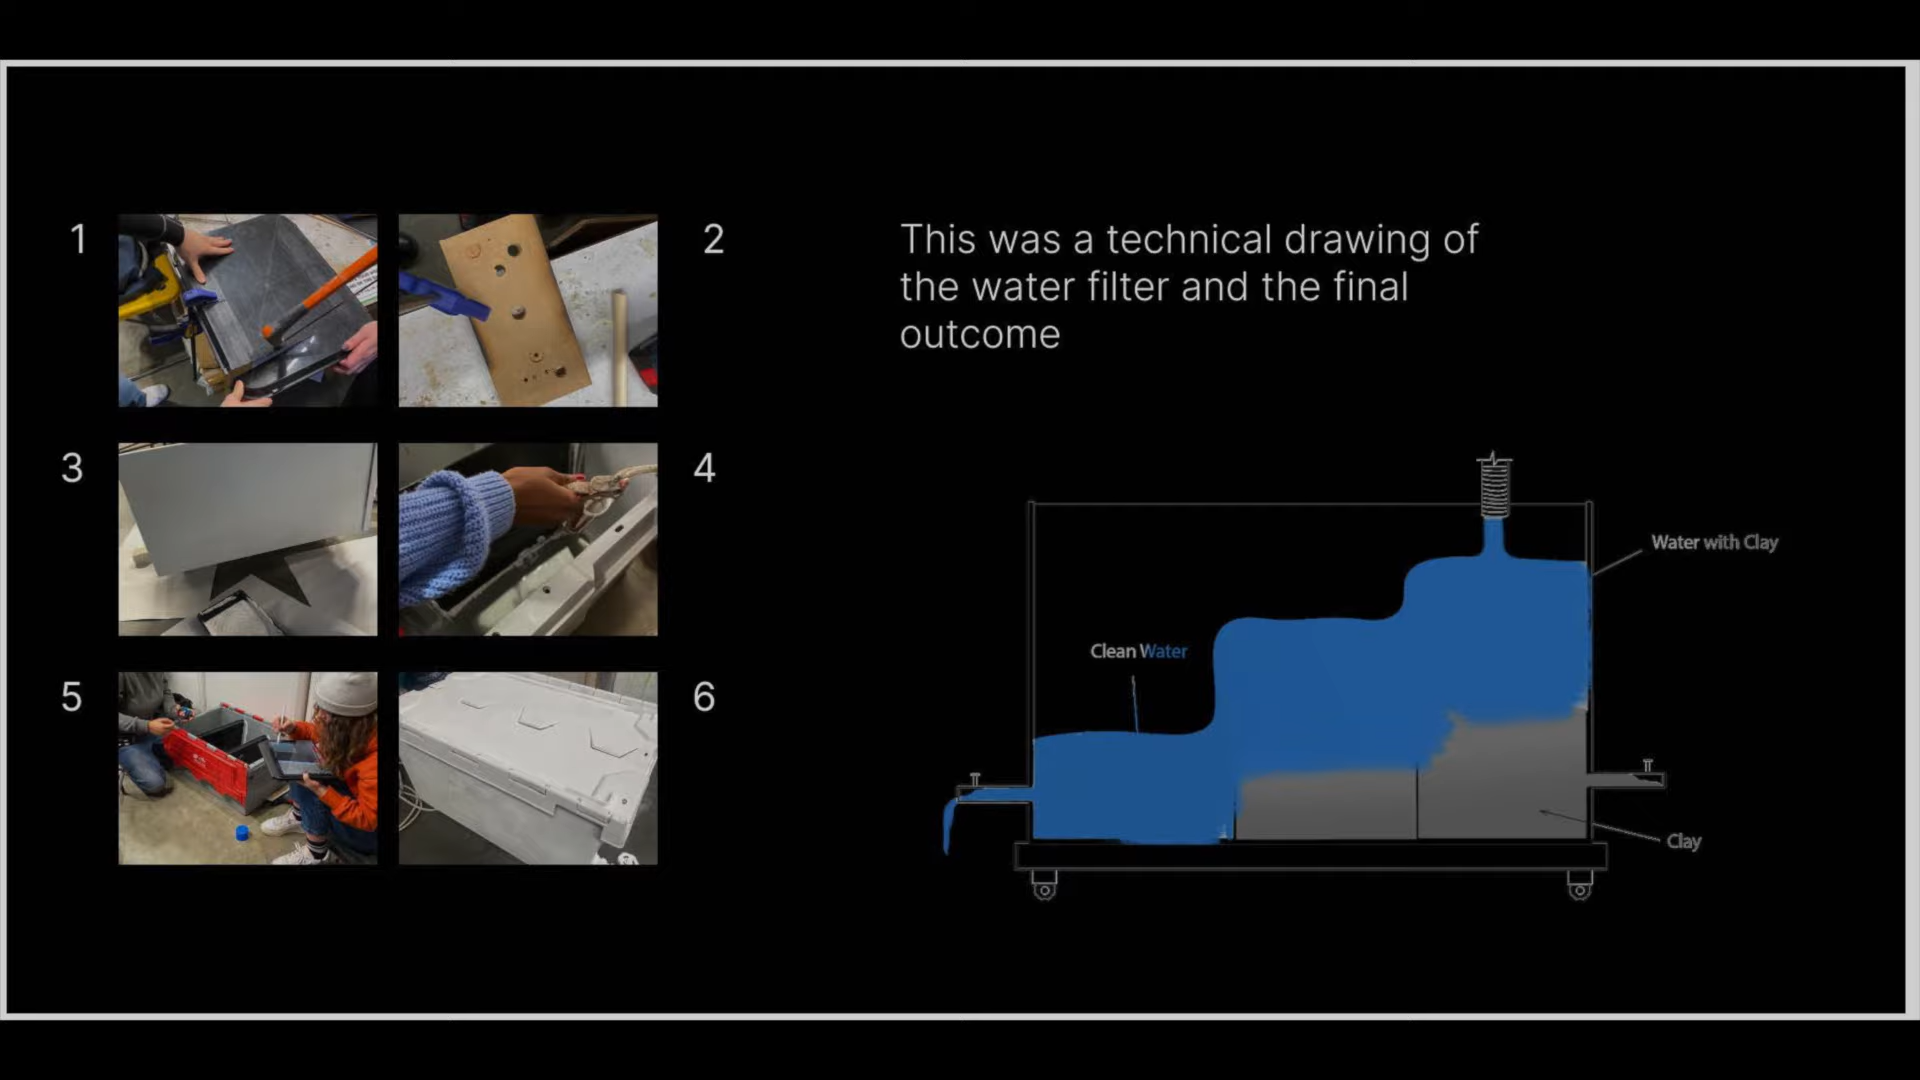 1
2
This was a technical drawing of
the water filter and the final
outcome
3
4
Water with Clay
Clean Water
5
6
Clay